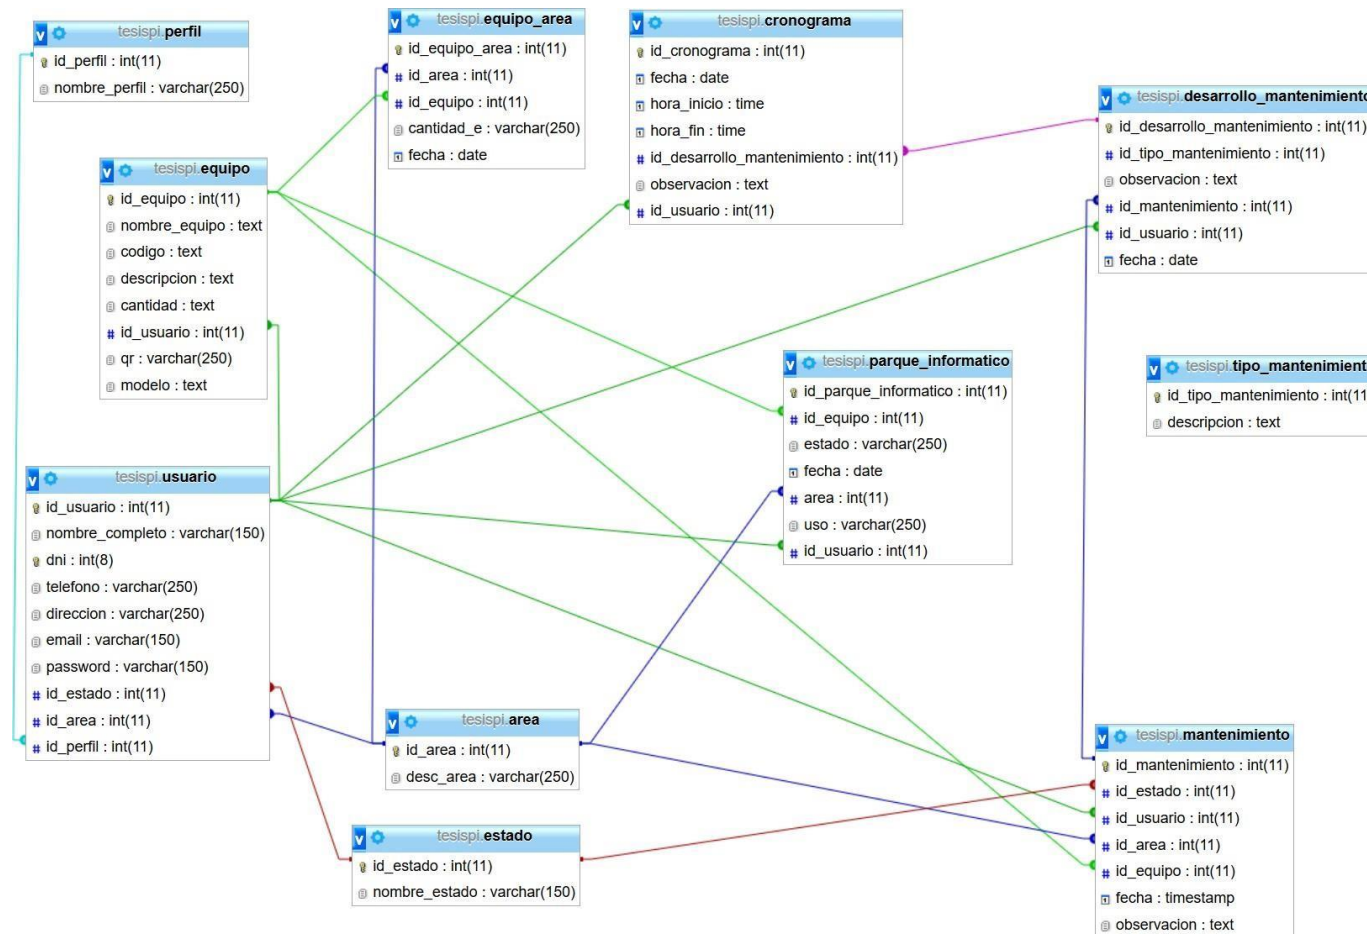 tesispi.perfil
id_perfil : int(11)
nombre_perfil : varchar(250)
tesispi.equipo_area
id_equipo_area : int(11)
id_area : int(11)
id_equipo : int(11)
cantidad_e : varchar(250)
fecha : date
tesispi.cronograma
id_cronograma : int(11)
fecha : date
hora_inicio : time
hora_fin : time
id_desarrollo_mantenimiento : int(11)
observacion : text
id_usuario : int(11)
tesispi.desarrollo_mantenimiento
id_desarrollo_mantenimiento : int(11)
id_tipo_mantenimiento : int(11)
observacion : text
id_mantenimiento : int(11)
id_usuario : int(11)
fecha : date
tesispi.equipo
id_equipo : int(11)
nombre_equipo : text
codigo : text
descripcion : text
cantidad : text
id_usuario : int(11)
qr : varchar(250)
modelo : text
tesispi.parque_informatico
id_parque_informatico : int(11)
id_equipo : int(11)
estado : varchar(250)
fecha : date
area : int(11)
uso : varchar(250)
id_usuario : int(11)
tesispi.tipo_mantenimient
id_tipo_mantenimiento : int(11
descripcion : text
tesispi.usuario
id_usuario : int(11)
nombre_completo : varchar(150)
dni : int(8)
telefono : varchar(250)
direccion : varchar(250)
email : varchar(150)
password : varchar(150)
id_estado : int(11)
id_area : int(11)
id_perfil : int(11)
tesispi.area
id_area : int(11)
desc_area : varchar(250)
tesispi.estado
id_estado : int(11)
nombre_estado : varchar(150)
tesispi.mantenimiento
id_mantenimiento : int(11)
id_estado : int(11)
id_usuario : int(11)
id_area : int(11)
id_equipo : int(11)
fecha : timestamp
observacion : text